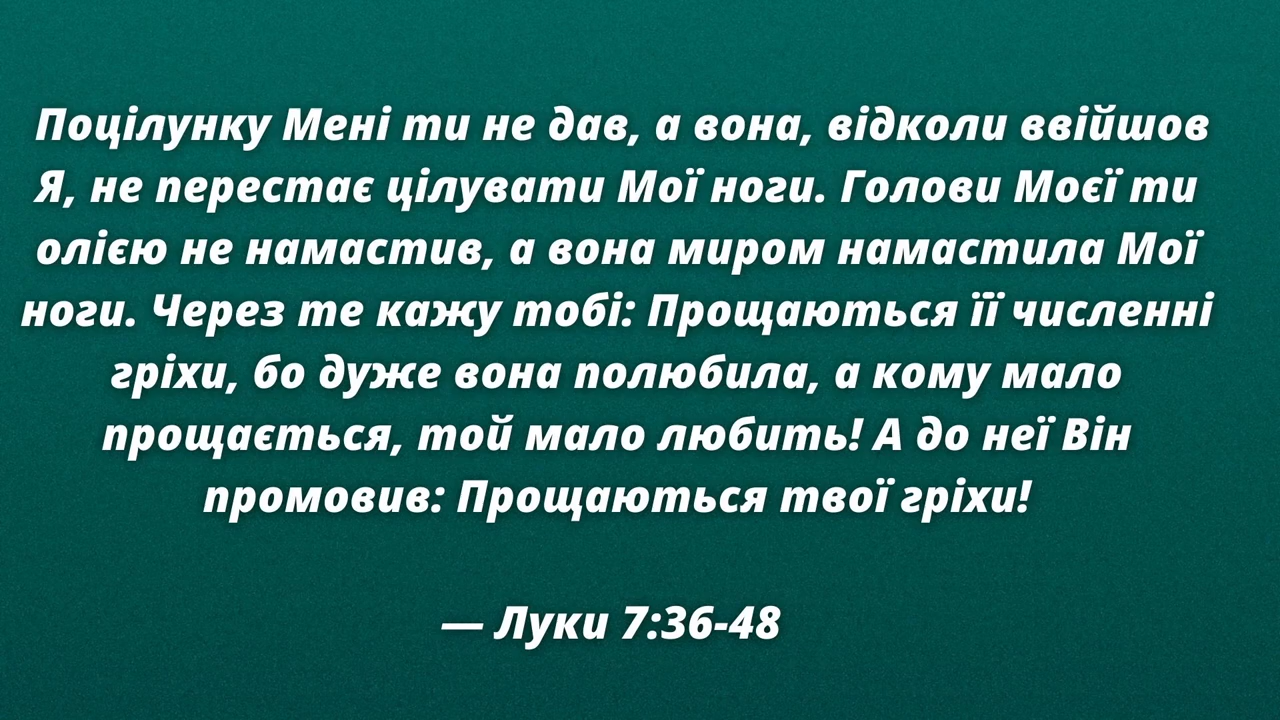 Поцілунку Мені ти не дав, а вона, відколи ввійшов
Я, не перестає цілувати Мої ноги. Голови Моєї ти
олією не намастив, а вона миром намастила Мої
ноги. Через те кажу тобі: Прощаються її численні
гріхи, бо дуже вона полюбила, а кому мало
прощається, той мало любить! А до неї Він
промовив: Прощаються твої гріхи!
— Луки 7:36-48